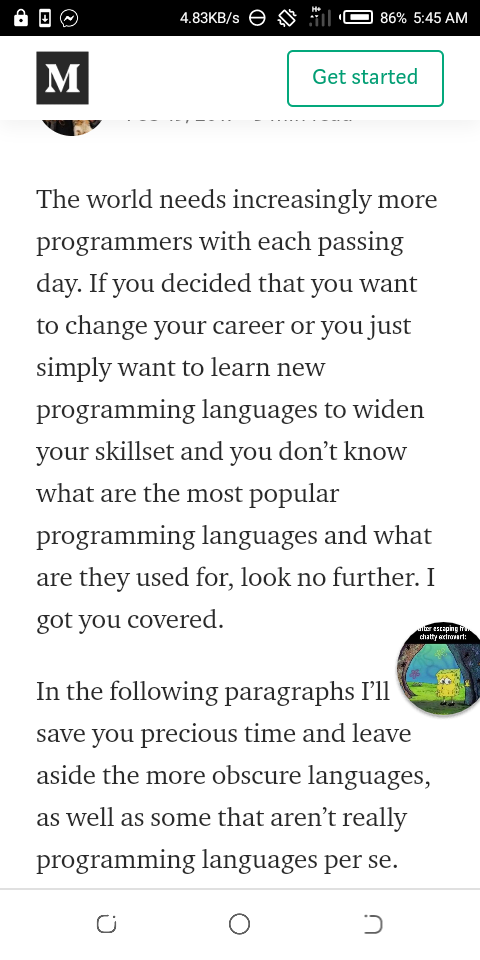 4.83KB/s H+ 86% 5:45 AM
M
Get started
The world needs increasingly more
programmers with each passing
day. If you decided that you want
to change your career or you just
simply want to learn new
programming languages to widen
your skillset and you don’t know
what are the most popular
programming languages and what
are they used for, look no further. I
got you covered.
escaping
chatty extrovert:
In the following paragraphs I’ll
save you precious time and leave
aside the more obscure languages,
as well as some that aren’t really
programming languages per se.